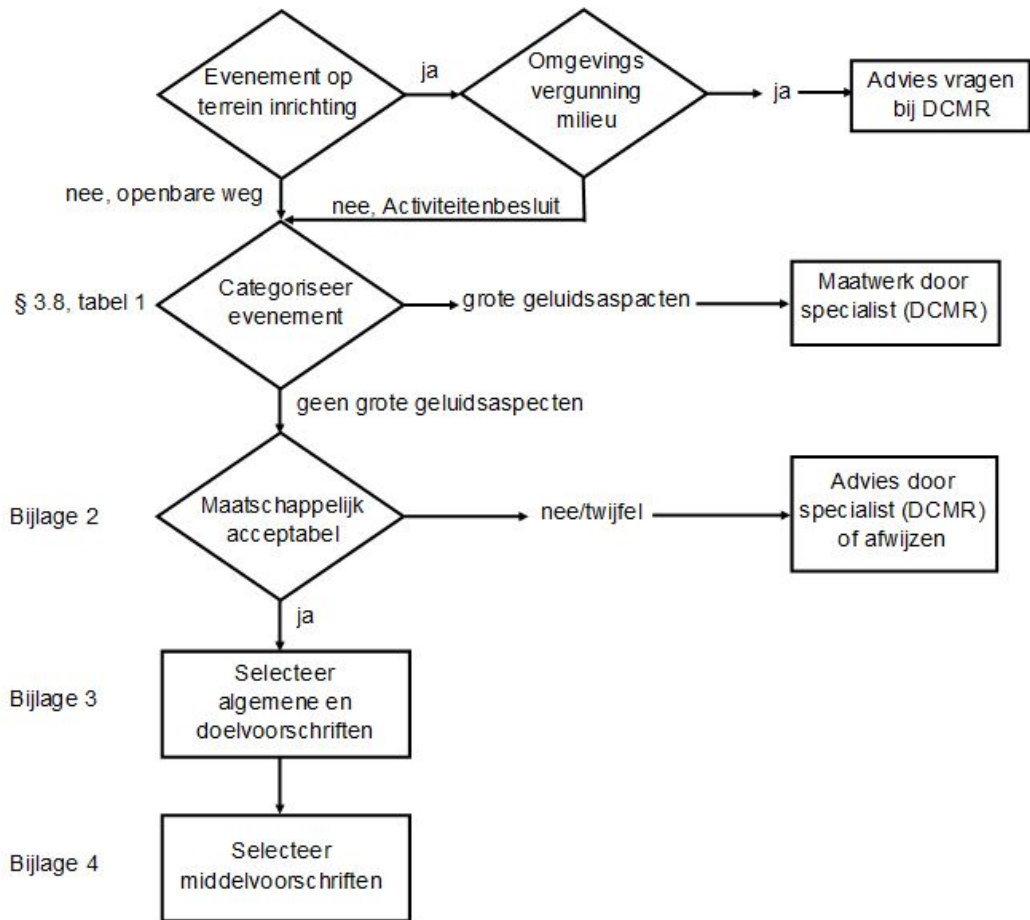 Evenement op
terrein inrichting
ja
Omgevings
vergunning
milieu
ja
Advies vragen
bij DCMR
nee, openbare weg
nee, Activiteitenbesluit
§ 3.8, tabel 1
Categoriseer
evenement
grote geluidsaspacten
Maatwerk door
specialist (DCMR)
geen grote geluidsaspecten
Bijlage 2
Maatschappelijk
acceptabel
nee/twijfel
Advies door
specialist (DCMR)
of afwijzen
ja
Bijlage 3
Selecteer
algemene en
doelvoorschriften
Bijlage 4
Selecteer
middelvoorschriften